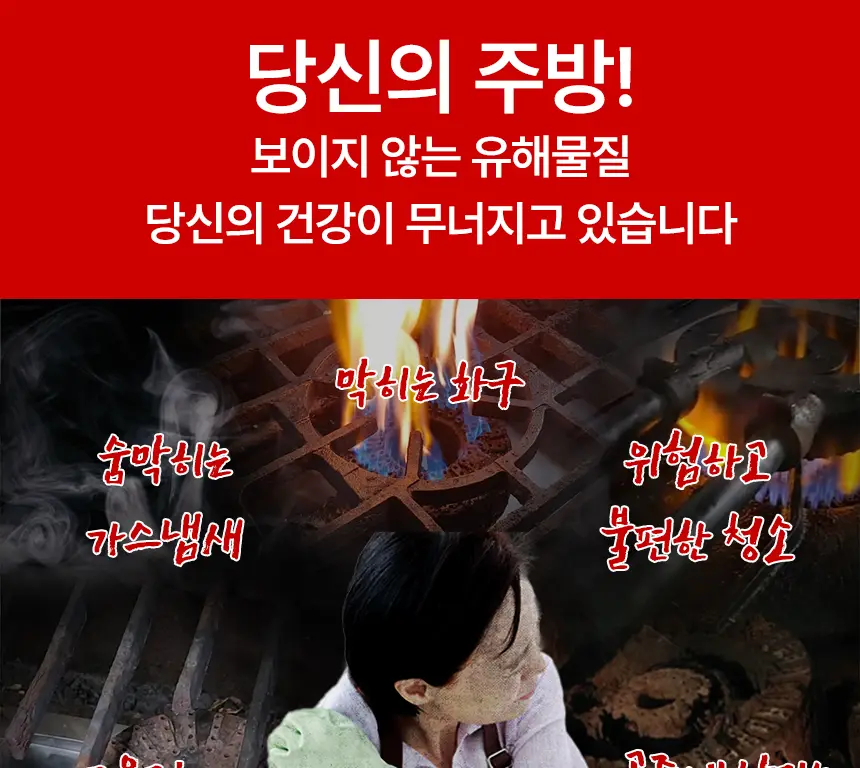 당신의 주방!
보이지 않는 유해물질
당신의 건강이 무너지고 있습니다
막히는 화구
숨막히는
가스냄새
위험하고
불편한 청소